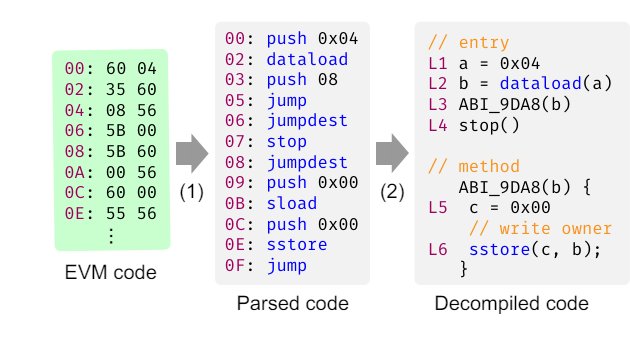 00: 60 04
02: 35 60
04: 08 56
06: 5B 00
08: 5B 60
0A: 00 56
0C: 60 00
0E: 55 56
⋮
EVM code
(1)
00: push 0x04
02: dataload
03: push 08
05: jump
06: jumpdest
07: stop
08: jumpdest
09: push 0x00
0B: sload
0C: push 0x00
0E: sstore
0F: jump
Parsed code
(2)
// entry
L1 a = 0x04
L2 b = dataload(a)
L3 ABI_9DA8(b)
L4 stop()
// method
ABI_9DA8(b) {
L5 c = 0x00
// write owner
L6 sstore(c, b);
}
Decompiled code